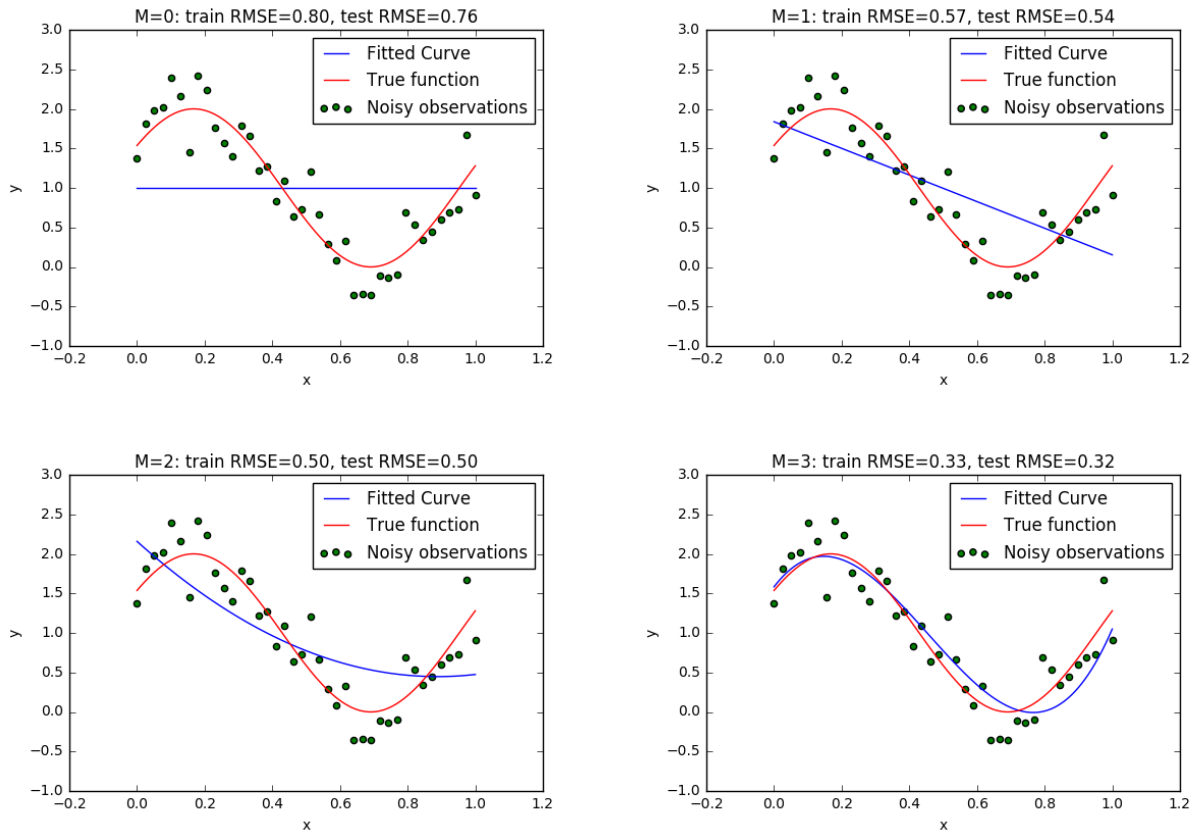 M=0: train RMSE=0.80, test RMSE=0.76
3.0
2.5
2.0
1.5
1.0
0.5
0.0
−0.5
−1.0
y
Fitted Curve
True function
Noisy observations
−0.2 0.0 0.2 0.4 0.6 0.8 1.0 1.2
x
M=1: train RMSE=0.57, test RMSE=0.54
3.0
2.5
2.0
1.5
1.0
0.5
0.0
−0.5
−1.0
y
Fitted Curve
True function
Noisy observations
−0.2 0.0 0.2 0.4 0.6 0.8 1.0 1.2
x
M=2: train RMSE=0.50, test RMSE=0.50
3.0
2.5
2.0
1.5
1.0
0.5
0.0
−0.5
−1.0
y
Fitted Curve
True function
Noisy observations
−0.2 0.0 0.2 0.4 0.6 0.8 1.0 1.2
x
M=3: train RMSE=0.33, test RMSE=0.32
3.0
2.5
2.0
1.5
1.0
0.5
0.0
−0.5
−1.0
y
Fitted Curve
True function
Noisy observations
−0.2 0.0 0.2 0.4 0.6 0.8 1.0 1.2
x